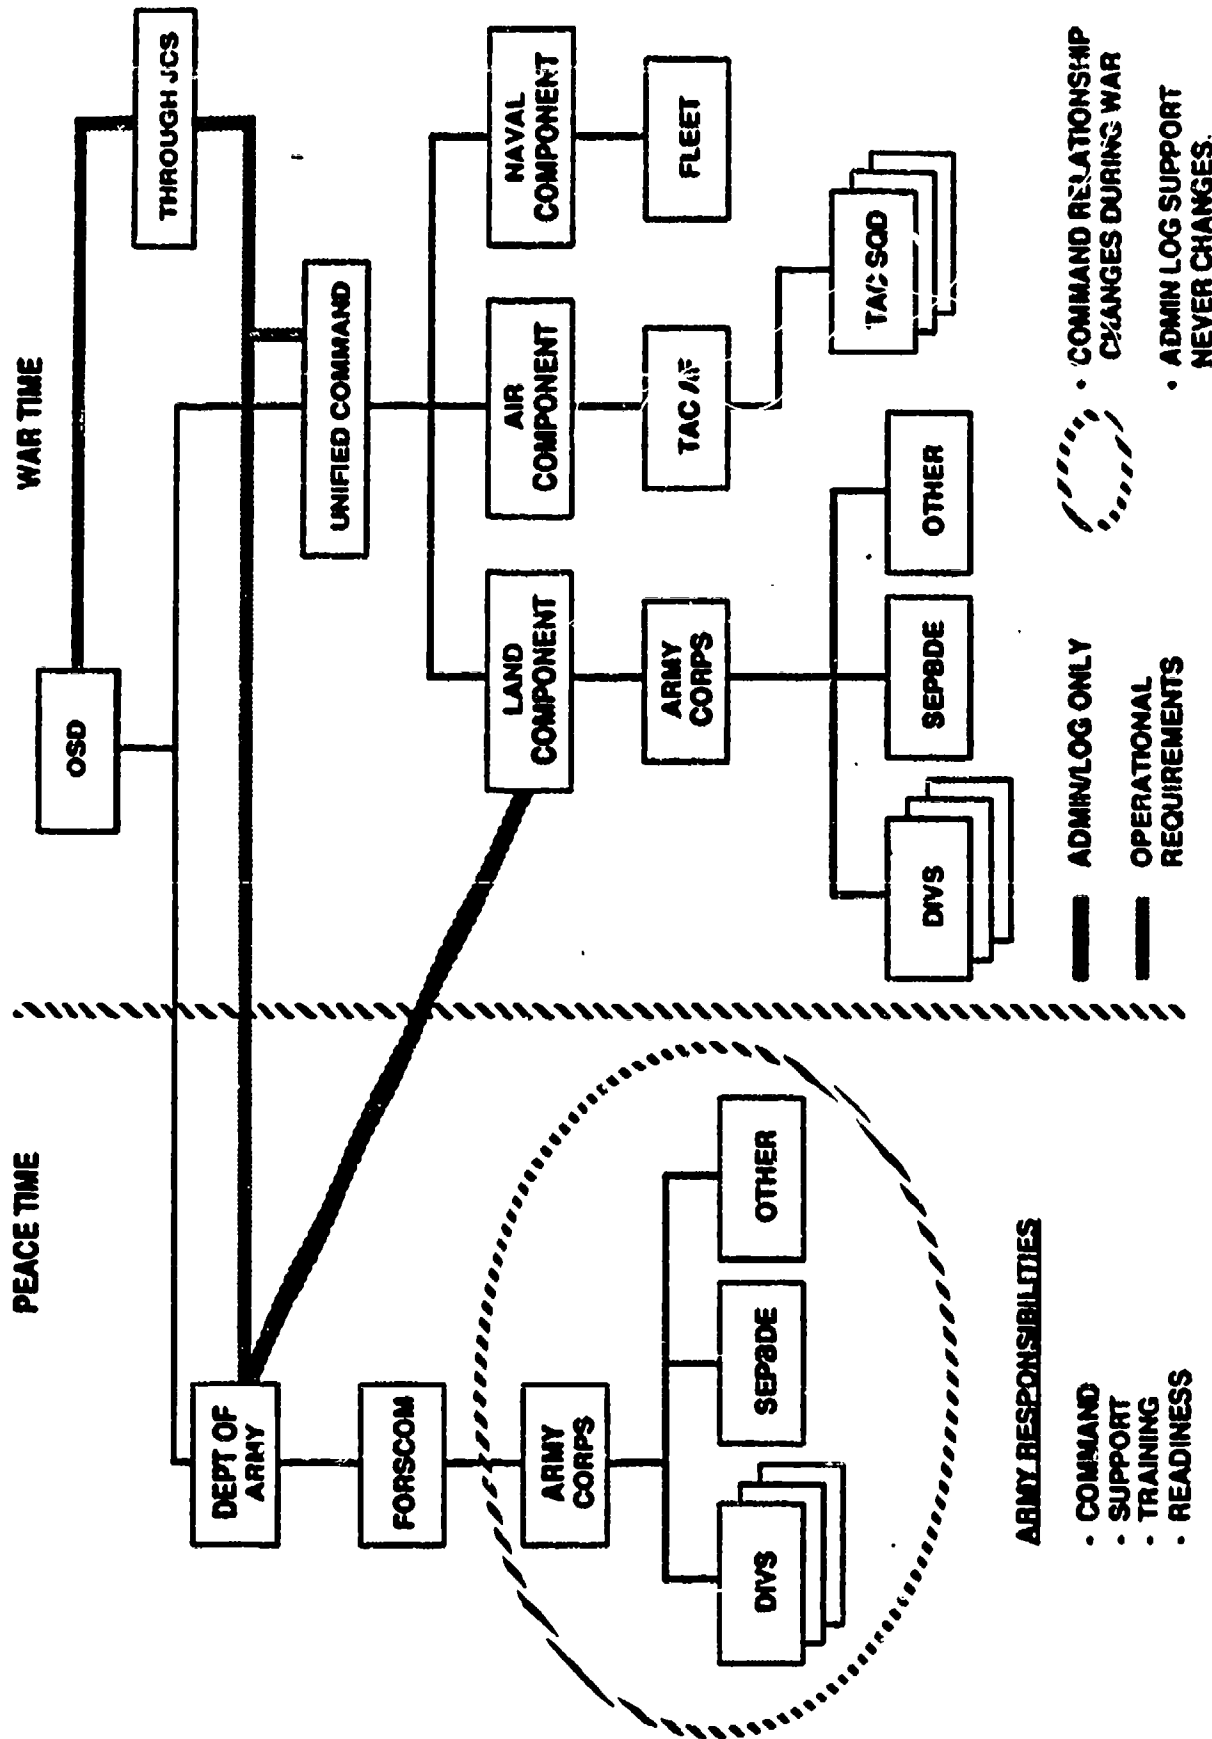 PEACE TIME
WAR TIME
OSD
THROUGH JCS
DEPT OF
ARMY
UNIFIED COMMAND
FORSCOM
LAND
COMPONENT
AIR
COMPONENT
NAVAL
COMPONENT
ARMY
CORPS
ARMY
CORPS
TAC AF
FLEET
DIVS
SEPBDE
OTHER
DIVS
SEPBDE
OTHER
TAC SQD
ARMY RESPONSIBILITIES
· COMMAND
· SUPPORT
· TRAINING
· READINESS
ADMIN/LOG ONLY
OPERATIONAL
REQUIREMENTS
· COMMAND RELATIONSHIP
CHANGES DURING WAR
· ADMIN LOG SUPPORT
NEVER CHANGES.